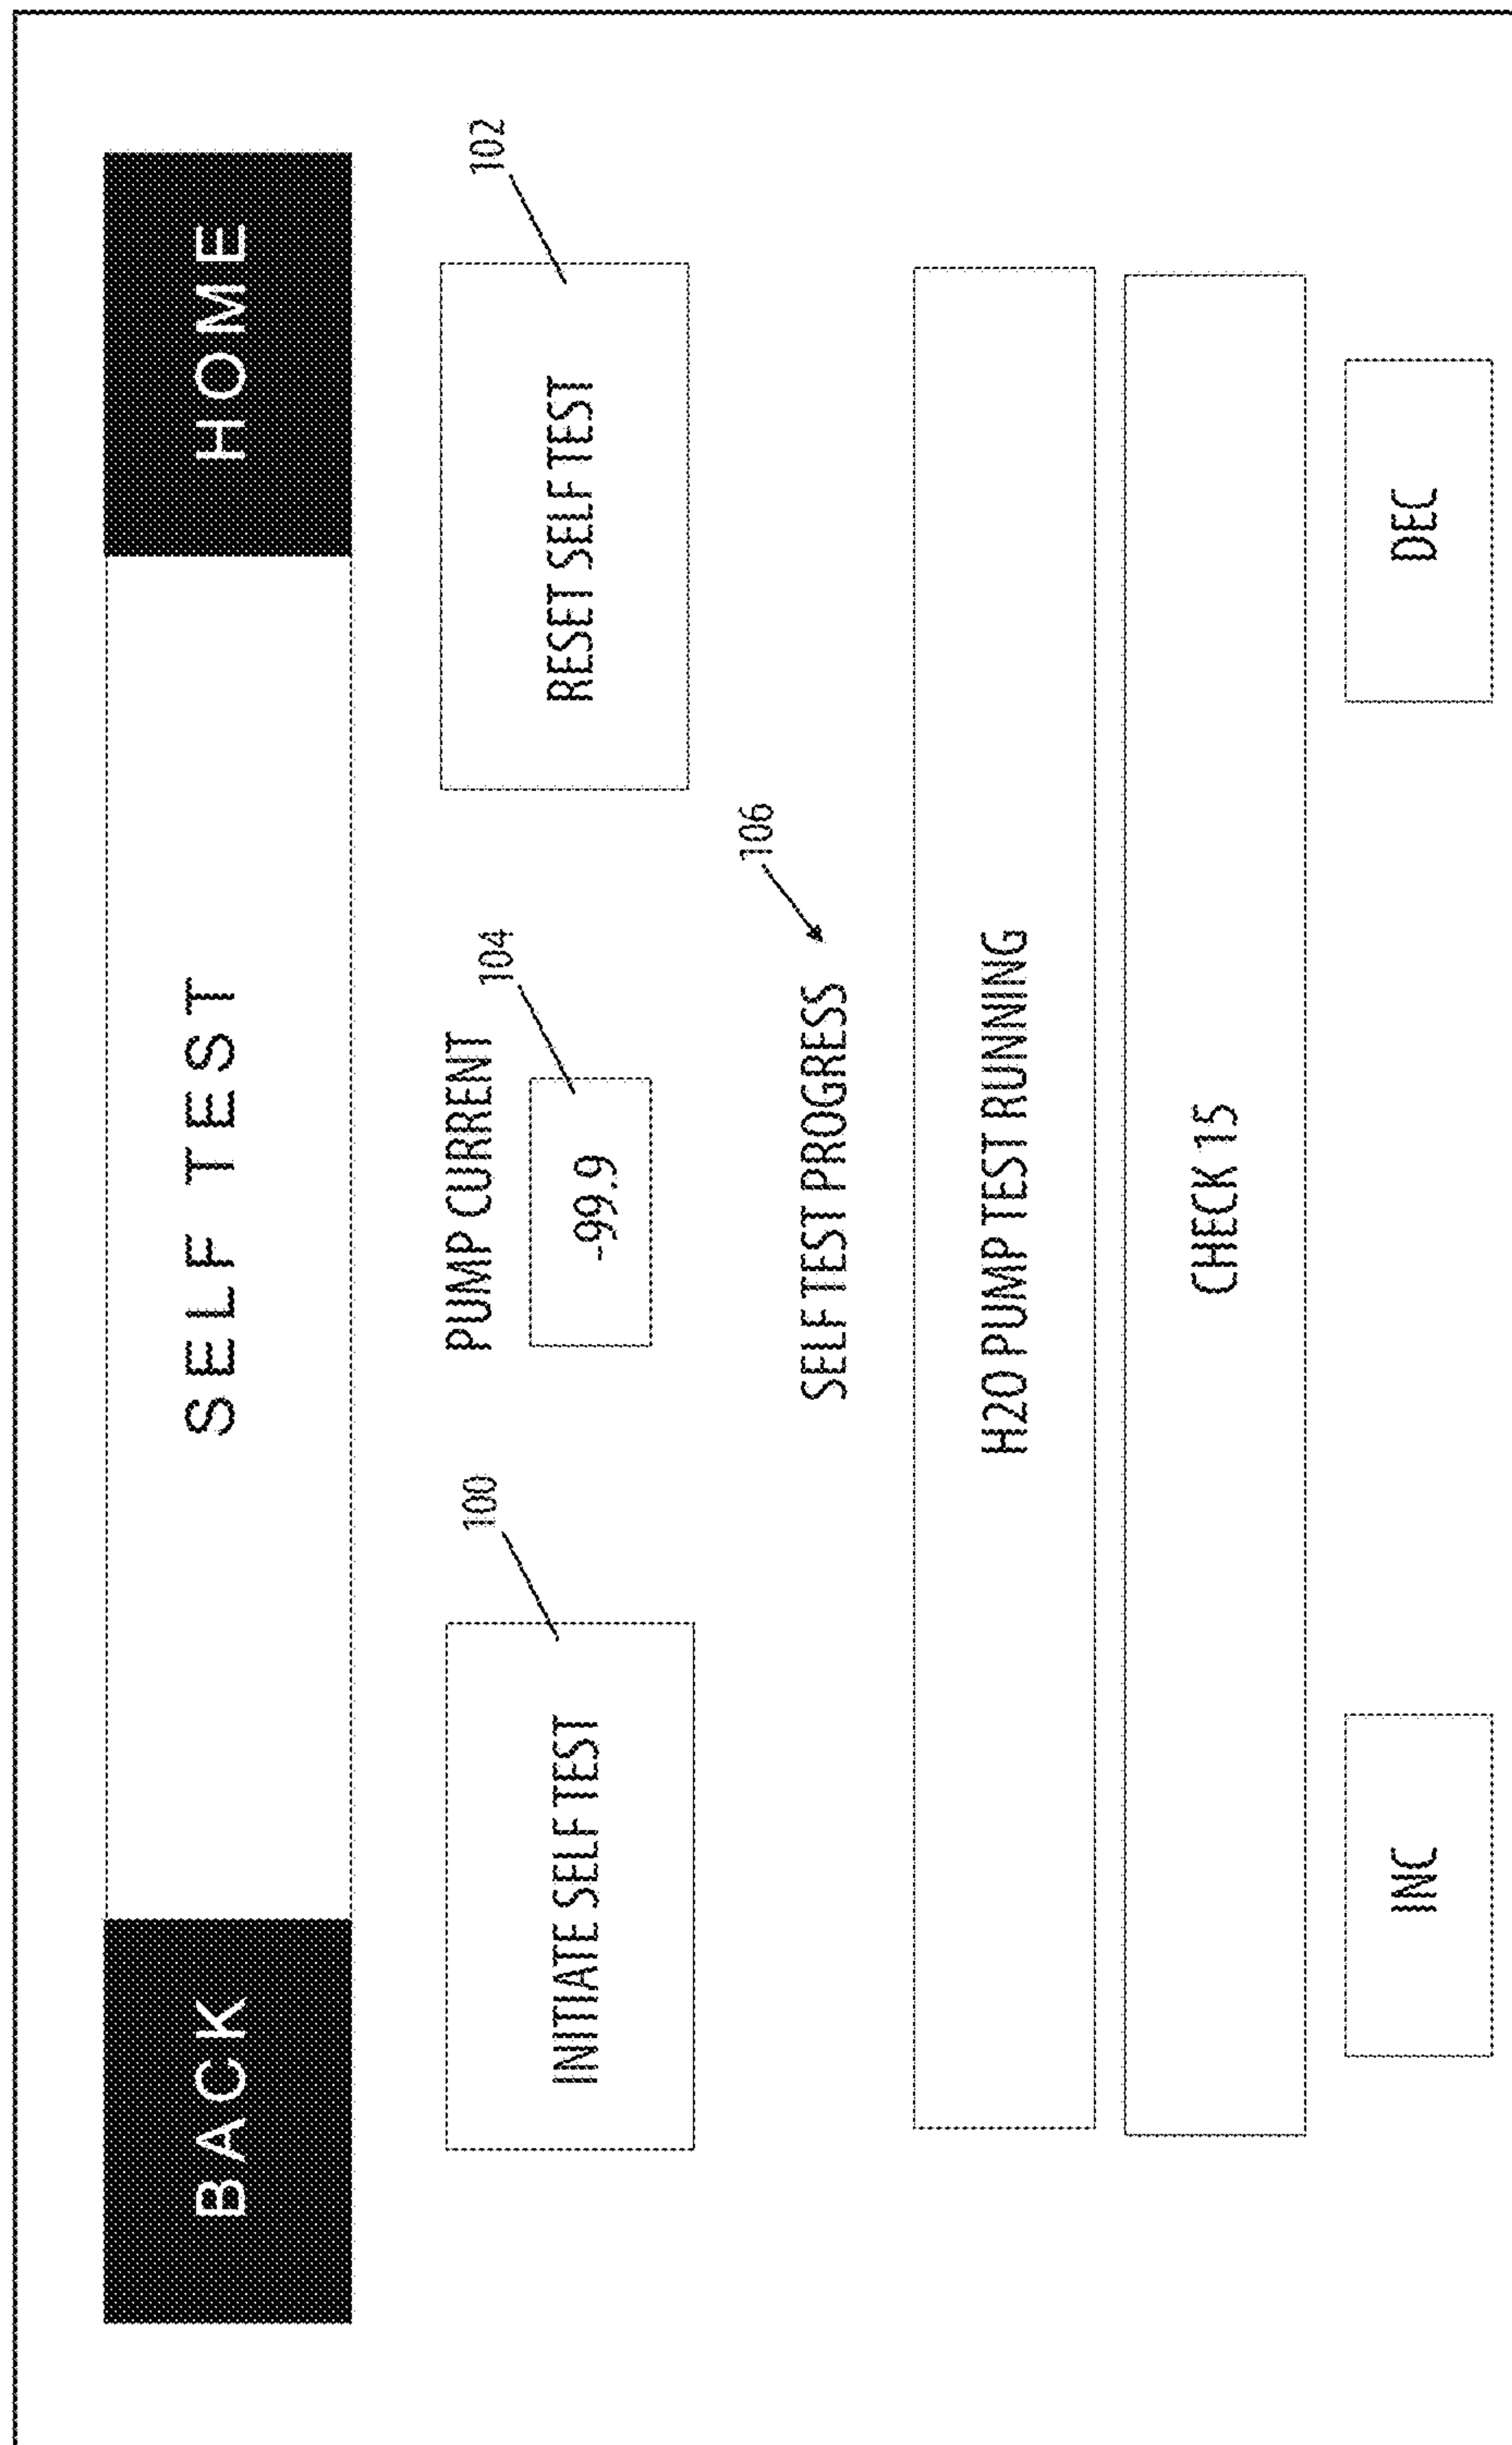 BACK
SELF TEST
HOME
100
104
102
PUMP CURRENT
INITIATE SELF TEST
-99.9
RESET SELF TEST
106
SELF TEST PROGRESS
H2O PUMP TEST RUNNING
CHECK 15
INC
DEC